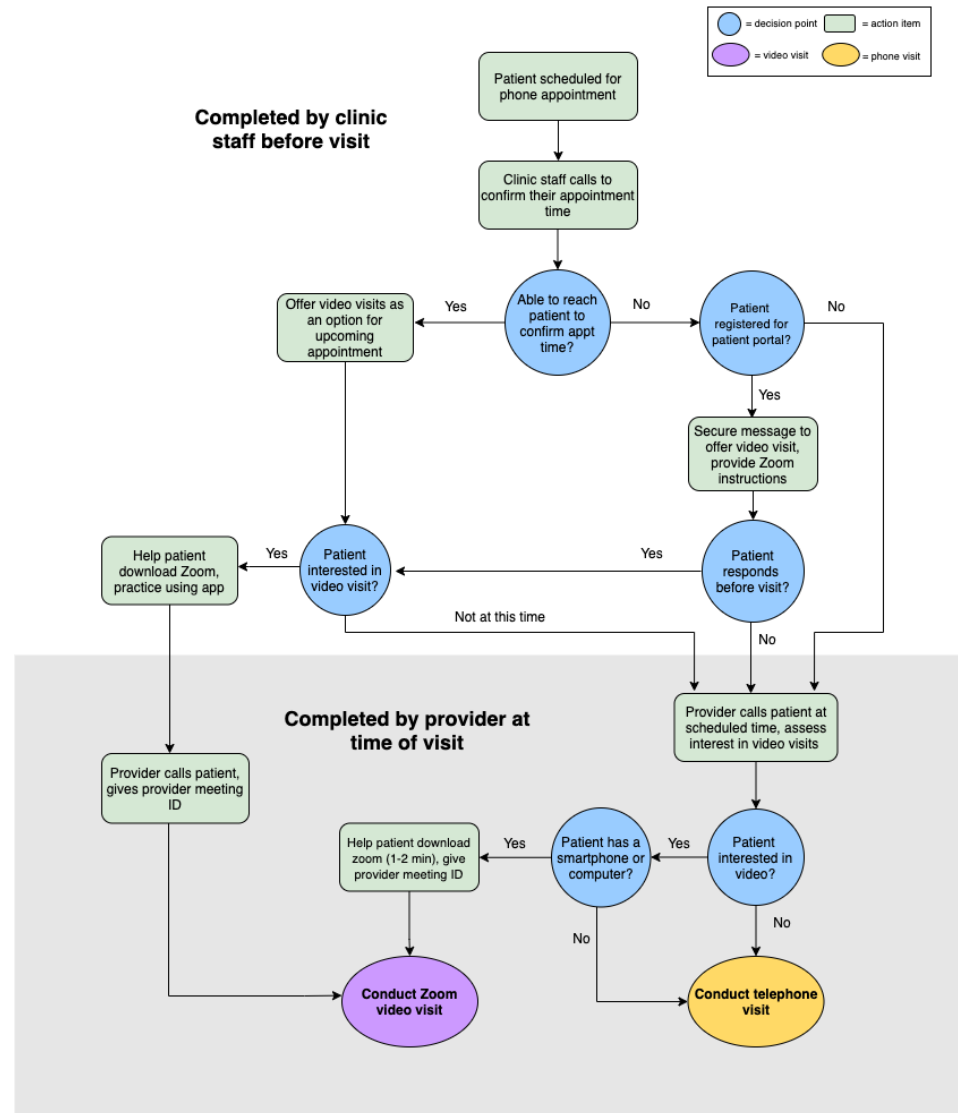 = decision point
= action item
= video visit
= phone visit
Completed by clinic
staff before visit
Patient scheduled for
phone appointment
Clinic staff calls to
confirm their appointment
time
Able to reach
patient to
confirm appt
time?
Yes
No
Offer video visits as
an option for
upcoming
appointment
Patient
registered for
patient portal?
No
Yes
Secure message to
offer video visit,
provide Zoom
instructions
Patient
responds
before visit?
Yes
No
Patient
interested in
video visit?
Yes
Not at this time
Help patient
download Zoom,
practice using app
Completed by provider at
time of visit
Provider calls patient at
scheduled time, assess
interest in video visits
Provider calls patient,
gives provider meeting
ID
Patient
interested in
video?
Yes
No
Patient has a
smartphone or
computer?
Yes
No
Help patient download
zoom (1-2 min), give
provider meeting ID
Conduct Zoom
video visit
Conduct telephone
visit